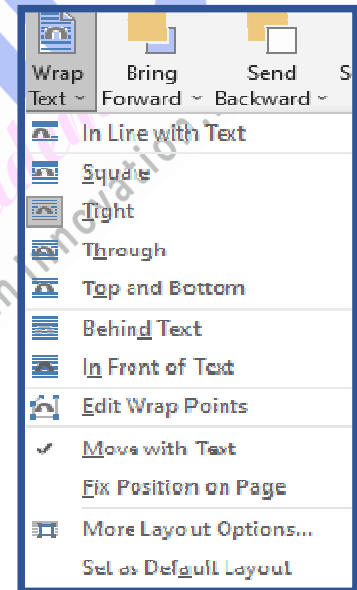 Wrap Bring Send S
Text Forward Backward
In Line with Text
Square
Tight
Through
Top and Bottom
Behind Text
In Front of Text
Edit Wrap Points
Move with Text
Fix Position on Page
More Layout Options...
Set as Default Layout